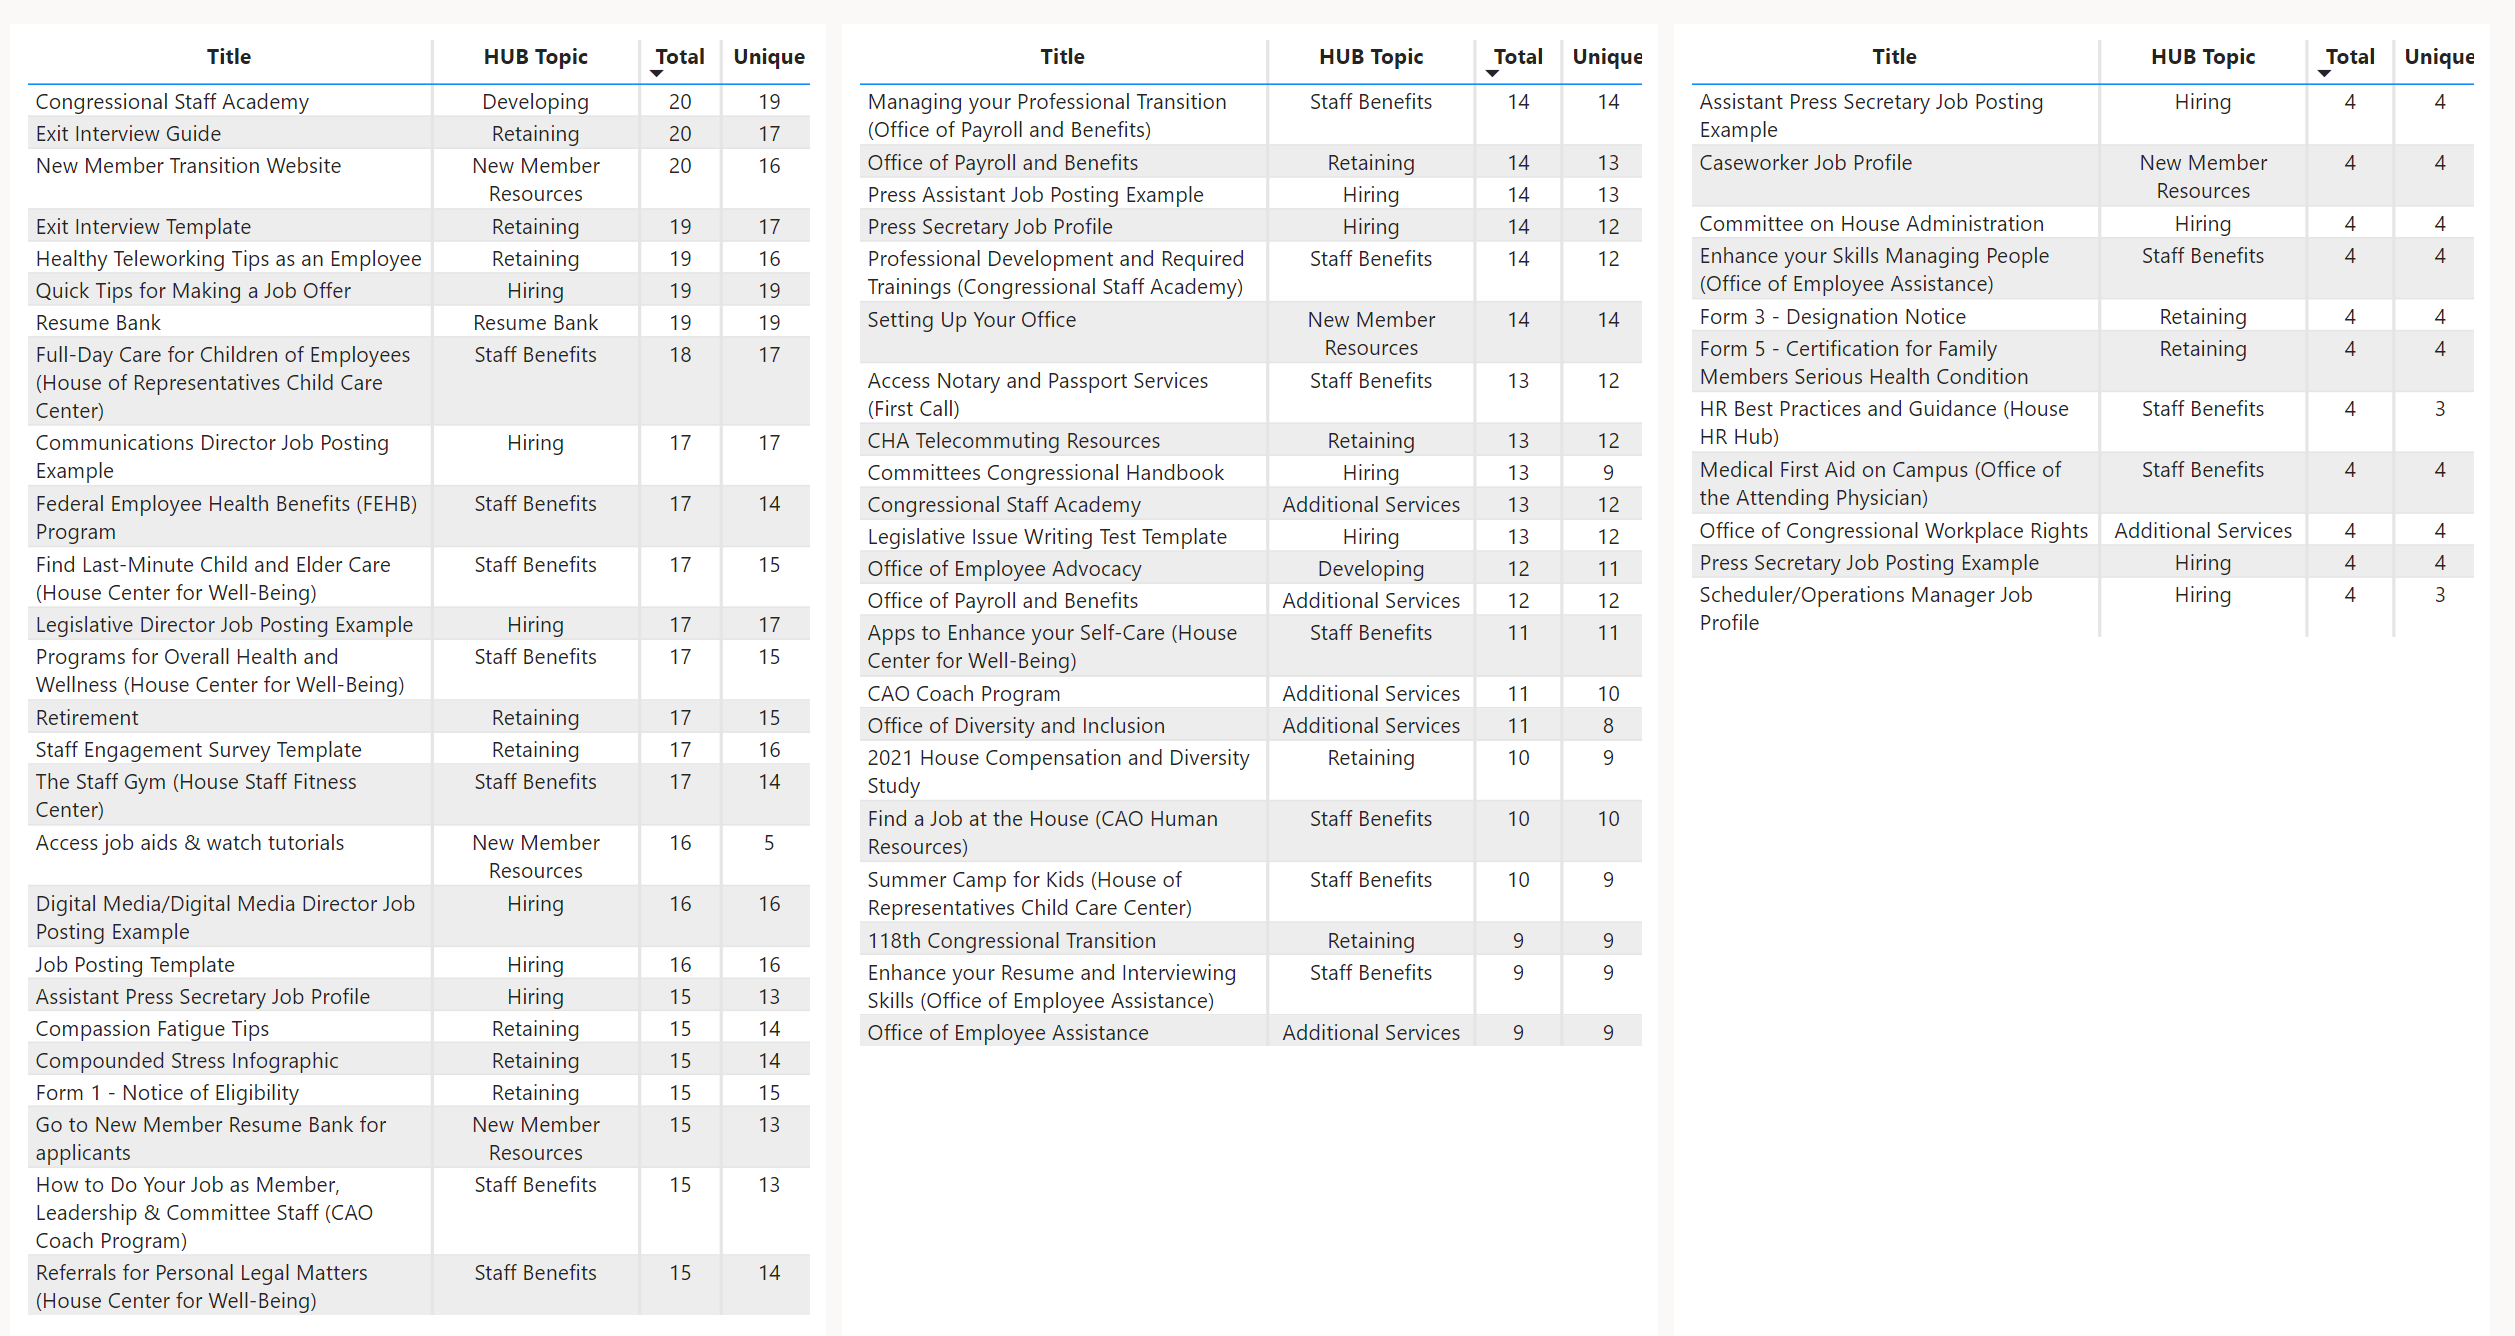 Title HUB Topic Total Unique
Congressional Staff Academy Developing 20 19
Exit Interview Guide Retaining 20 17
New Member Transition Website New Member 20 16
Resources
Exit Interview Template Retaining 19 17
Healthy Teleworking Tips as an Employee Retaining 19 16
Quick Tips for Making a Job Offer Hiring 19 19
Resume Bank Resume Bank 19 19
Full-Day Care for Children of Employees Staff Benefits 18 17
(House of Representatives Child Care
Center)
Communications Director Job Posting Hiring 17 17
Example
Federal Employee Health Benefits (FEHB) Staff Benefits 17 14
Program
Find Last-Minute Child and Elder Care Staff Benefits 17 15
(House Center for Well-Being)
Legislative Director Job Posting Example Hiring 17 17
Programs for Overall Health and Staff Benefits 17 15
Wellness (House Center for Well-Being)
Retirement Retaining 17 15
Staff Engagement Survey Template Retaining 17 16
The Staff Gym (House Staff Fitness Staff Benefits 17 14
Center)
Access job aids & watch tutorials New Member 16 5
Resources
Digital Media/Digital Media Director Job Hiring 16 16
Posting Example
Job Posting Template Hiring 16 16
Assistant Press Secretary Job Profile Hiring 15 13
Compassion Fatigue Tips Retaining 15 14
Compounded Stress Infographic Retaining 15 14
Form 1 - Notice of Eligibility Retaining 15 15
Go to New Member Resume Bank for New Member 15 13
applicants Resources
How to Do Your Job as Member, Staff Benefits 15 13
Leadership & Committee Staff (CAO
Coach Program)
Referrals for Personal Legal Matters Staff Benefits 15 14
(House Center for Well-Being)
Title HUB Topic Total Unique
Managing your Professional Transition Staff Benefits 14 14
(Office of Payroll and Benefits)
Office of Payroll and Benefits Retaining 14 13
Press Assistant Job Posting Example Hiring 14 13
Press Secretary Job Profile Hiring 14 12
Professional Development and Required Staff Benefits 14 12
Trainings (Congressional Staff Academy)
Setting Up Your Office New Member 14 14
Resources
Access Notary and Passport Services Staff Benefits 13 12
(First Call)
CHA Telecommuting Resources Retaining 13 12
Committees Congressional Handbook Hiring 13 9
Congressional Staff Academy Additional Services 13 12
Legislative Issue Writing Test Template Hiring 13 12
Office of Employee Advocacy Developing 12 11
Office of Payroll and Benefits Additional Services 12 12
Apps to Enhance your Self-Care (House Staff Benefits 11 11
Center for Well-Being)
CAO Coach Program Additional Services 11 10
Office of Diversity and Inclusion Additional Services 11 8
2021 House Compensation and Diversity Retaining 10 9
Study
Find a Job at the House (CAO Human Staff Benefits 10 10
Resources)
Summer Camp for Kids (House of Staff Benefits 10 9
Representatives Child Care Center)
118th Congressional Transition Retaining 9 9
Enhance your Resume and Interviewing Staff Benefits 9 9
Skills (Office of Employee Assistance)
Office of Employee Assistance Additional Services 9 9
Title HUB Topic Total Unique
Assistant Press Secretary Job Posting Hiring 4 4
Example
Caseworker Job Profile New Member 4 4
Resources
Committee on House Administration Hiring 4 4
Enhance your Skills Managing People Staff Benefits 4 4
(Office of Employee Assistance)
Form 3 - Designation Notice Retaining 4 4
Form 5 - Certification for Family Retaining 4 4
Members Serious Health Condition
HR Best Practices and Guidance (House Staff Benefits 4 3
HR Hub)
Medical First Aid on Campus (Office of Staff Benefits 4 4
the Attending Physician)
Office of Congressional Workplace Rights Additional Services 4 4
Press Secretary Job Posting Example Hiring 4 4
Scheduler/Operations Manager Job Hiring 4 3
Profile